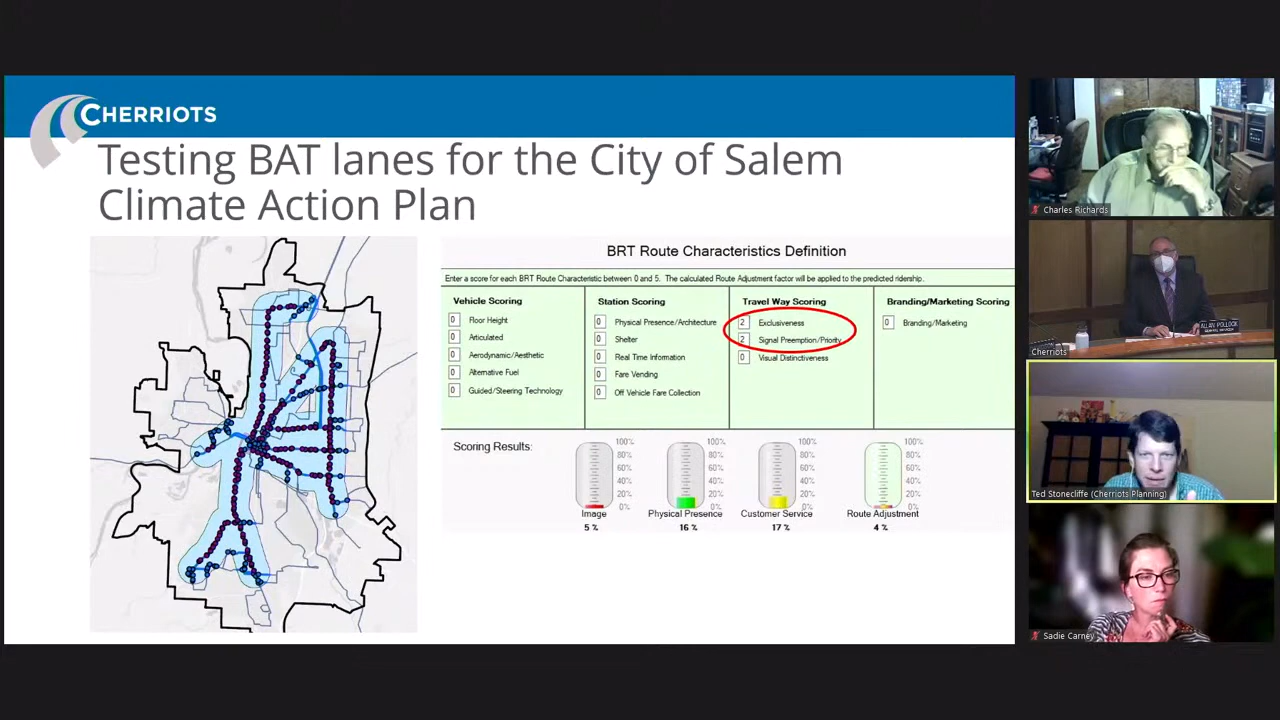 CHERRIOTS
Testing BAT lanes for the City of Salem
Climate Action Plan
BRT Route Characteristics Definition
Enter a score for each BRT Route Characteristic between 0 and 5. The calculated Route Adjustment factor will be applied to the predicted ridership.
Vehicle Scoring
0 Floor Height
0 Articulated
0 Aerodynamic/Aesthetic
0 Alternative Fuel
0 Guided/Steering Technology
Station Scoring
0 Physical Presence/Architecture
0 Shelter
0 Real Time Information
0 Fare Vending
0 Off Vehicle Fare Collection
Travel Way Scoring
2 Exclusiveness
2 Signal Preemption/Priority
0 Visual Distinctiveness
Branding/Marketing Scoring
0 Branding/Marketing
Scoring Results:
100%
80%
60%
40%
20%
0%
Image
5 %
100%
80%
60%
40%
20%
0%
Physical Presence
16 %
100%
80%
60%
40%
20%
0%
Customer Service
17 %
100%
80%
60%
40%
20%
0%
Route Adjustment
4 %
Charles Richards
ALLAN POLLOCK
Cherriots
Ted Stonecliffe (Cherriots Planning)
Sadie Carney